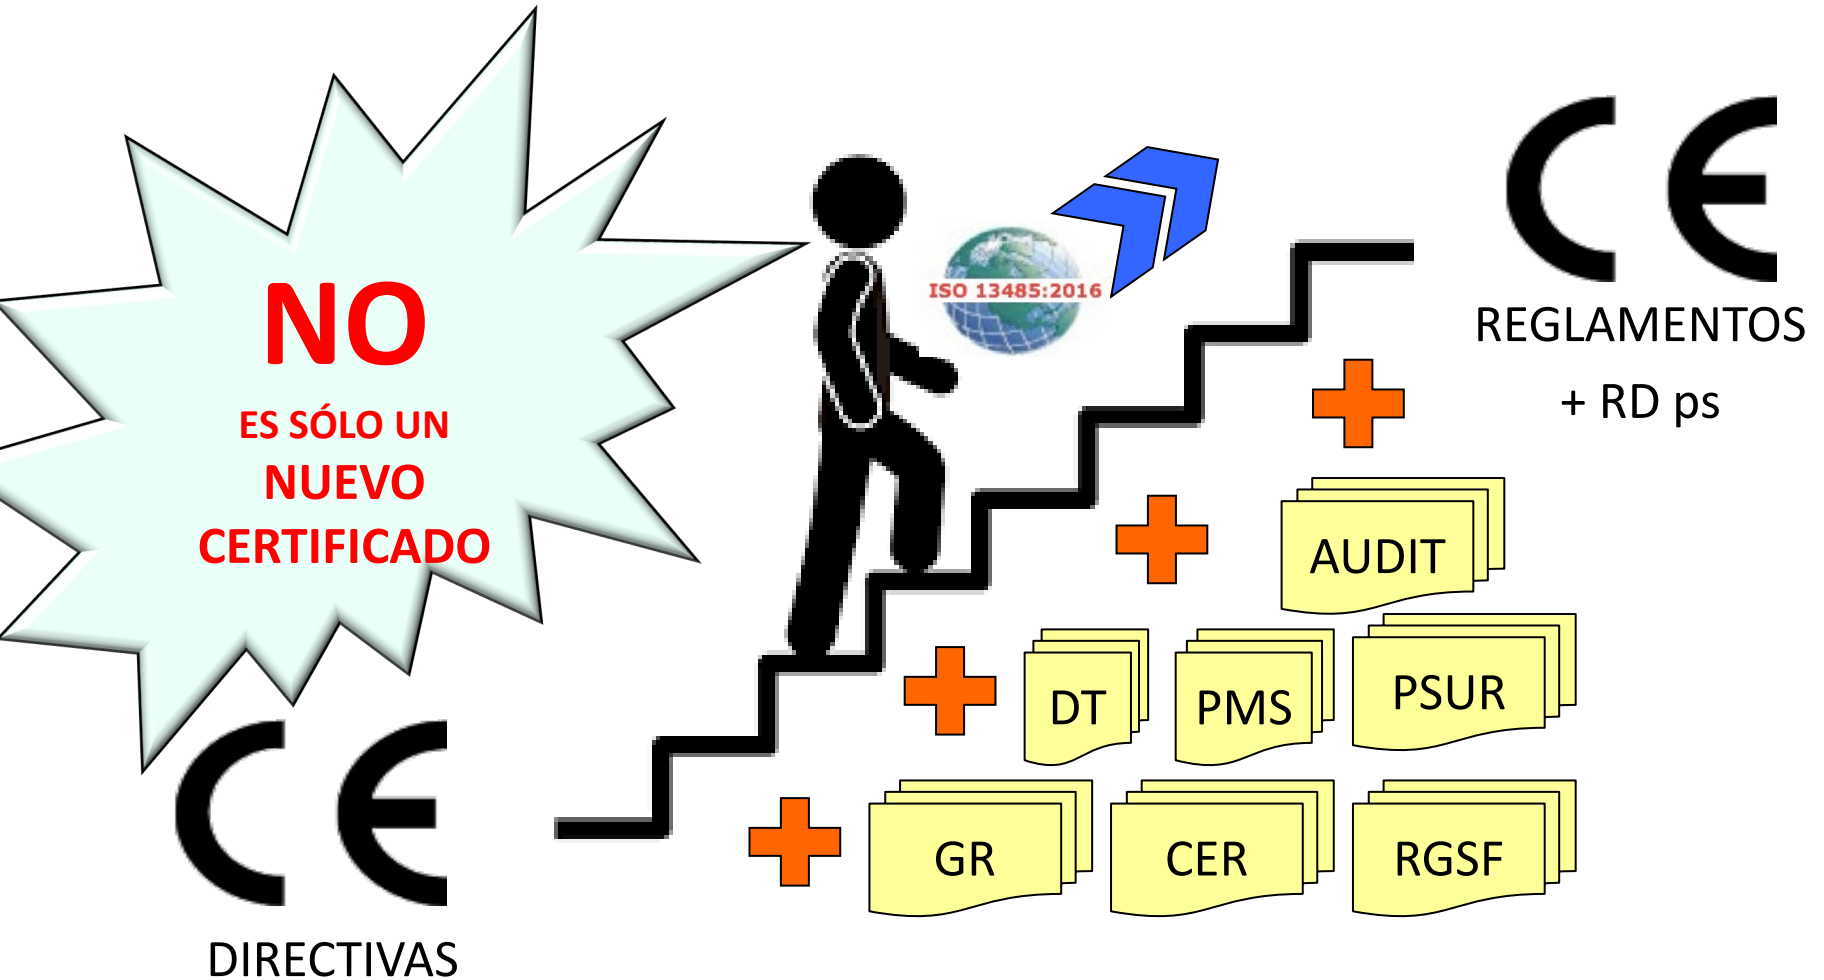 NO
ES SÓLO UN
NUEVO
CERTIFICADO
CE
DIRECTIVAS
ISO 13485:2016
CE
REGLAMENTOS
+ RD ps
AUDIT
DT
PMS
PSUR
GR
CER
RGSF